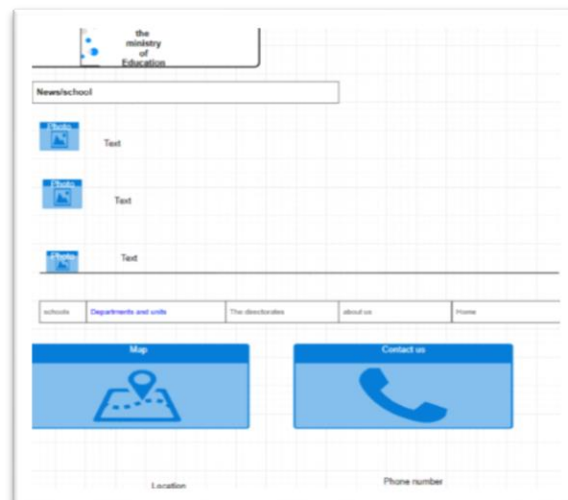 the
ministry
of
Education
News/school
Photo
Text
Photo
Text
Photo
Text
schools Departments and units The directorates about us Home
Map Contact us
Location Phone number